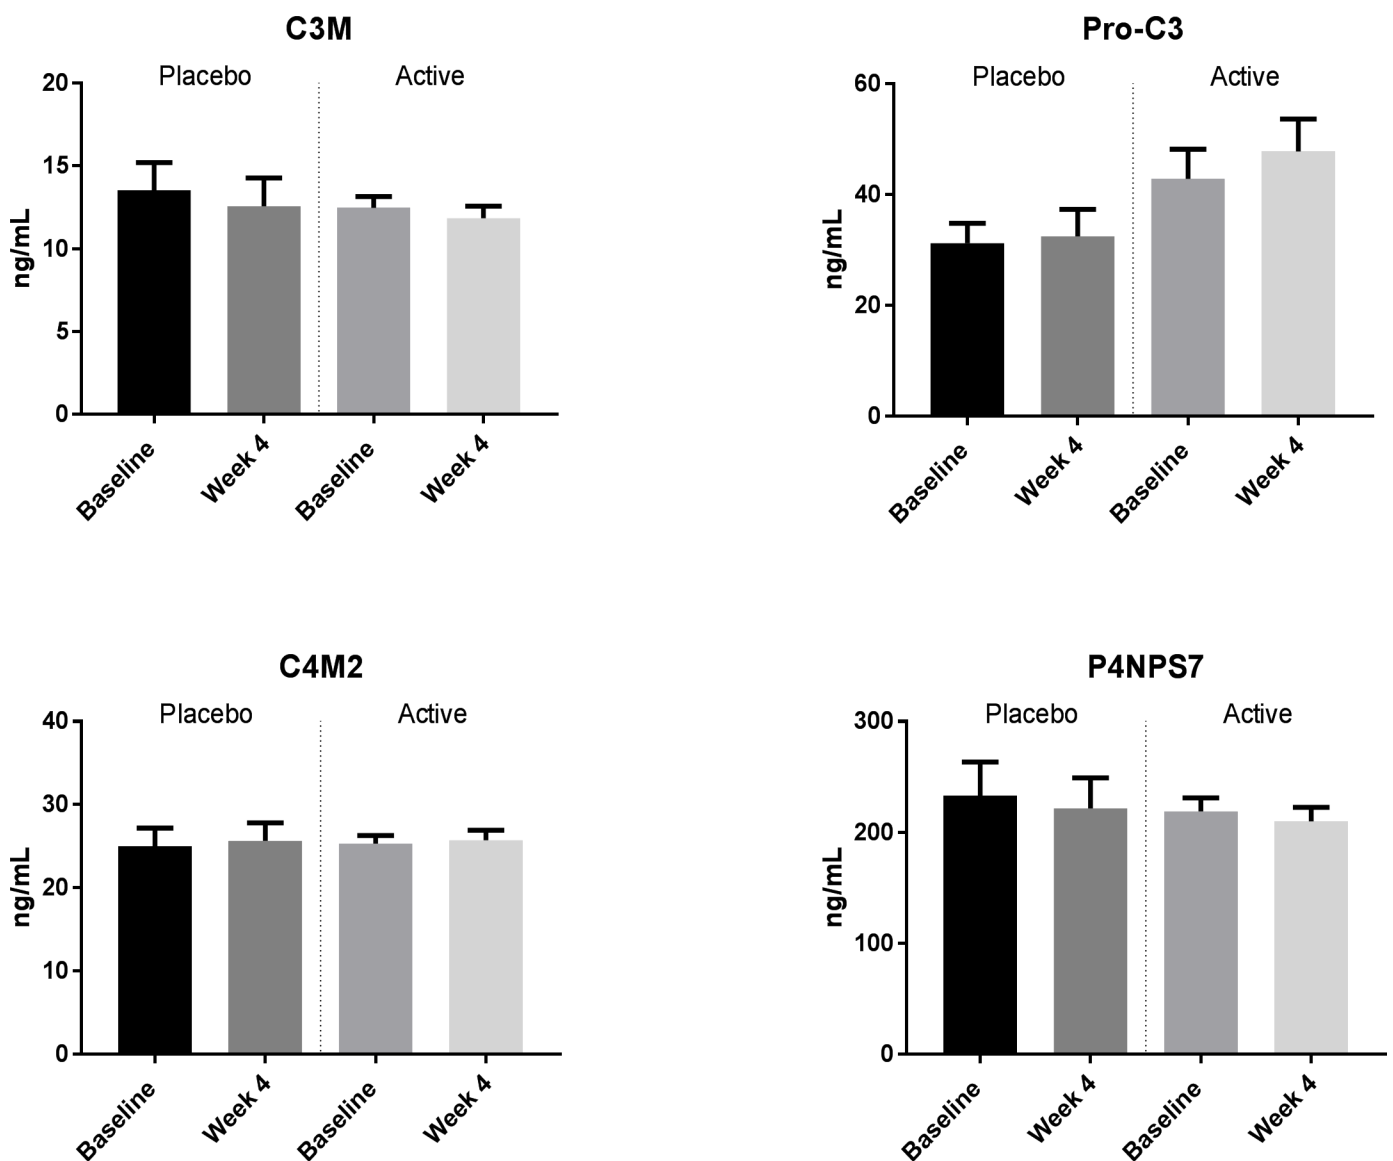 C3M
Placebo Active
20
15
10
5
0
ng/mL
Baseline
Week 4
Baseline
Week 4
Pro-C3
Placebo Active
60
40
20
0
ng/mL
Baseline
Week 4
Baseline
Week 4
C4M2
Placebo Active
40
30
20
10
0
ng/mL
Baseline
Week 4
Baseline
Week 4
P4NPS7
Placebo Active
300
200
100
0
ng/mL
Baseline
Week 4
Baseline
Week 4